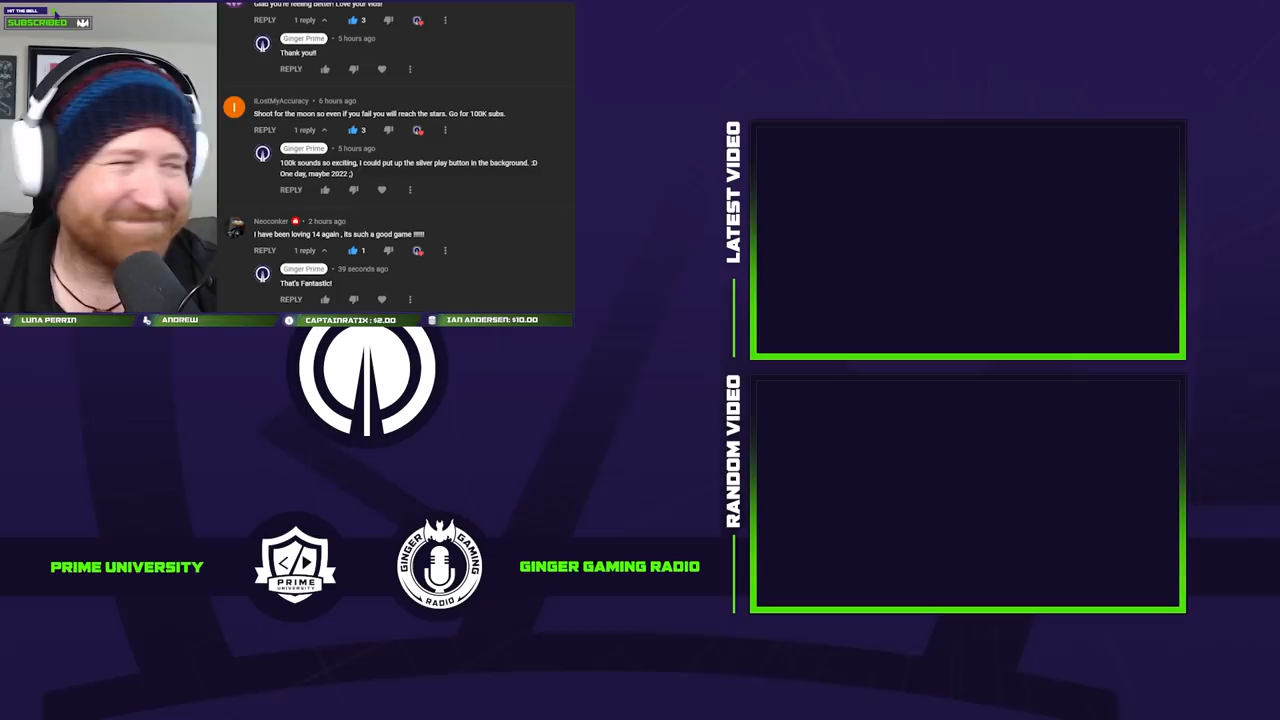 HIT THE BELL
SUBSCRIBED
Glad you're feeling better! Love your vids!
REPLY 1 reply 3
Ginger Prime • 5 hours ago
Thank you!!
REPLY
I
iLostMyAccuracy • 6 hours ago
Shoot for the moon so even if you fail you will reach the stars. Go for 100K subs.
REPLY 1 reply 3
Ginger Prime • 5 hours ago
100k sounds so exciting, I could put up the silver play button in the background. :D
One day, maybe 2022 ;)
REPLY
Neoconker • 2 hours ago
I have been loving 14 again , its such a good game !!!!!!
REPLY 1 reply 1
Ginger Prime • 39 seconds ago
That's Fantastic!
REPLY
LUNA PERRIN ANDREW CAPTAINRATIX : $2.00 IAN ANDERSEN: $10.00
LATEST VIDEO
RANDOM VIDEO
PRIME UNIVERSITY
PRIME
UNIVERSITY
GINGER GAMING
RADIO
GINGER GAMING RADIO